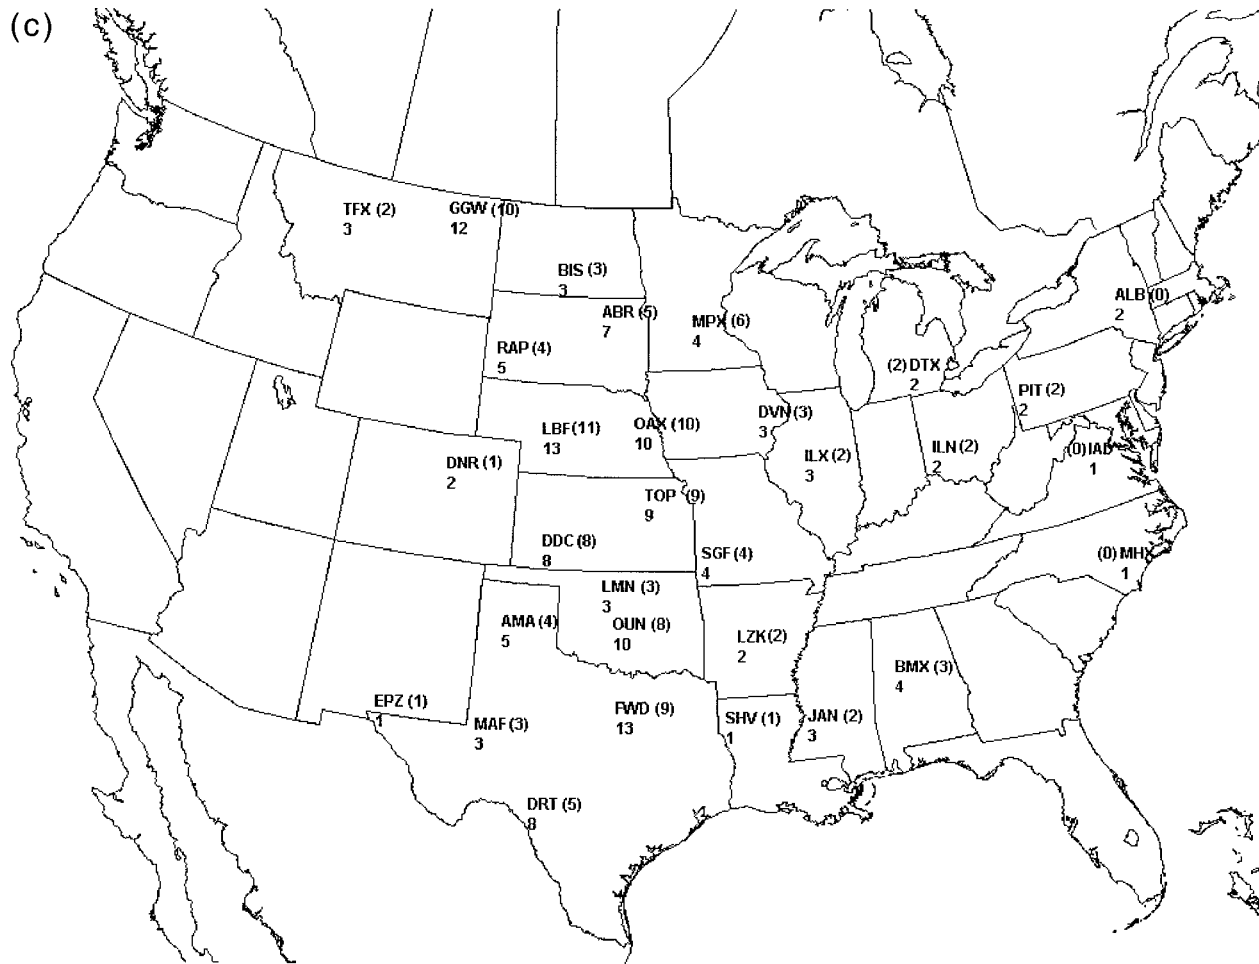 (c)
TFX (2)
3
GGW (10)
12
BIS (3)
3
ALB (0)
2
ABR (5)
7
MPX (6)
4
RAP (4)
5
(2) DTX
2
PIT (2)
2
LBF (11)
13
OAX (10)
10
DVN (3)
3
ILX (2)
3
ILN (2)
2
(0) IAD
1
DNR (1)
2
TOP (9)
9
DDC (8)
8
SGF (4)
4
(0) MHX
1
LMN (3)
3
AMA (4)
5
OUN (8)
10
LZK (2)
2
BMX (3)
4
EPZ (1)
1
MAF (3)
3
FWD (9)
13
SHV (1)
1
JAN (2)
3
DRT (5)
8